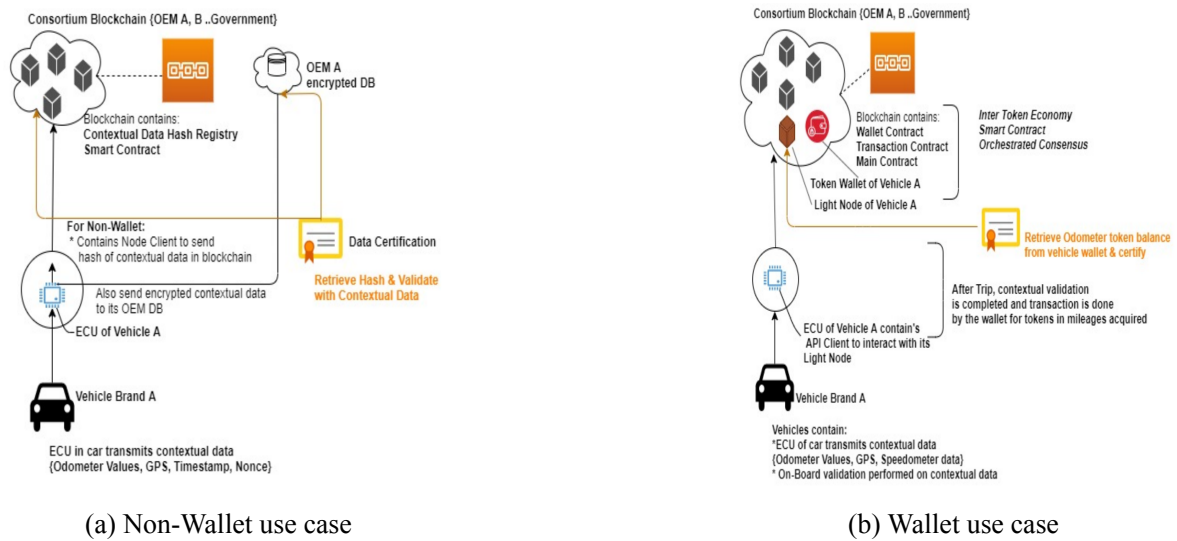 Consortium Blockchain {OEM A, B ..Government}
OEM A
encrypted DB
Blockchain contains:
Contextual Data Hash Registry
Smart Contract
For Non-Wallet:
* Contains Node Client to send
hash of contextual data in blockchain
Data Certification
Retrieve Hash & Validate
with Contextual Data
Also send encrypted contextual data
to its OEM DB
ECU of Vehicle A
Vehicle Brand A
ECU in car transmits contextual data
{Odometer Values, GPS, Timestamp, Nonce}
(a) Non-Wallet use case
Consortium Blockchain {OEM A, B ..Government}
Blockchain contains:
Wallet Contract
Transaction Contract
Main Contract
Inter Token Economy
Smart Contract
Orchestrated Consensus
Token Wallet of Vehicle A
Light Node of Vehicle A
Retrieve Odometer token balance
from vehicle wallet & certify
After Trip, contextual validation
is completed and transaction is done
by the wallet for tokens in mileages acquired
ECU of Vehicle A contain's
API Client to interact with its
Light Node
Vehicle Brand A
Vehicles contain:
*ECU of car transmits contextual data
{Odometer Values, GPS, Speedometer data}
* On-Board validation performed on contextual data
(b) Wallet use case